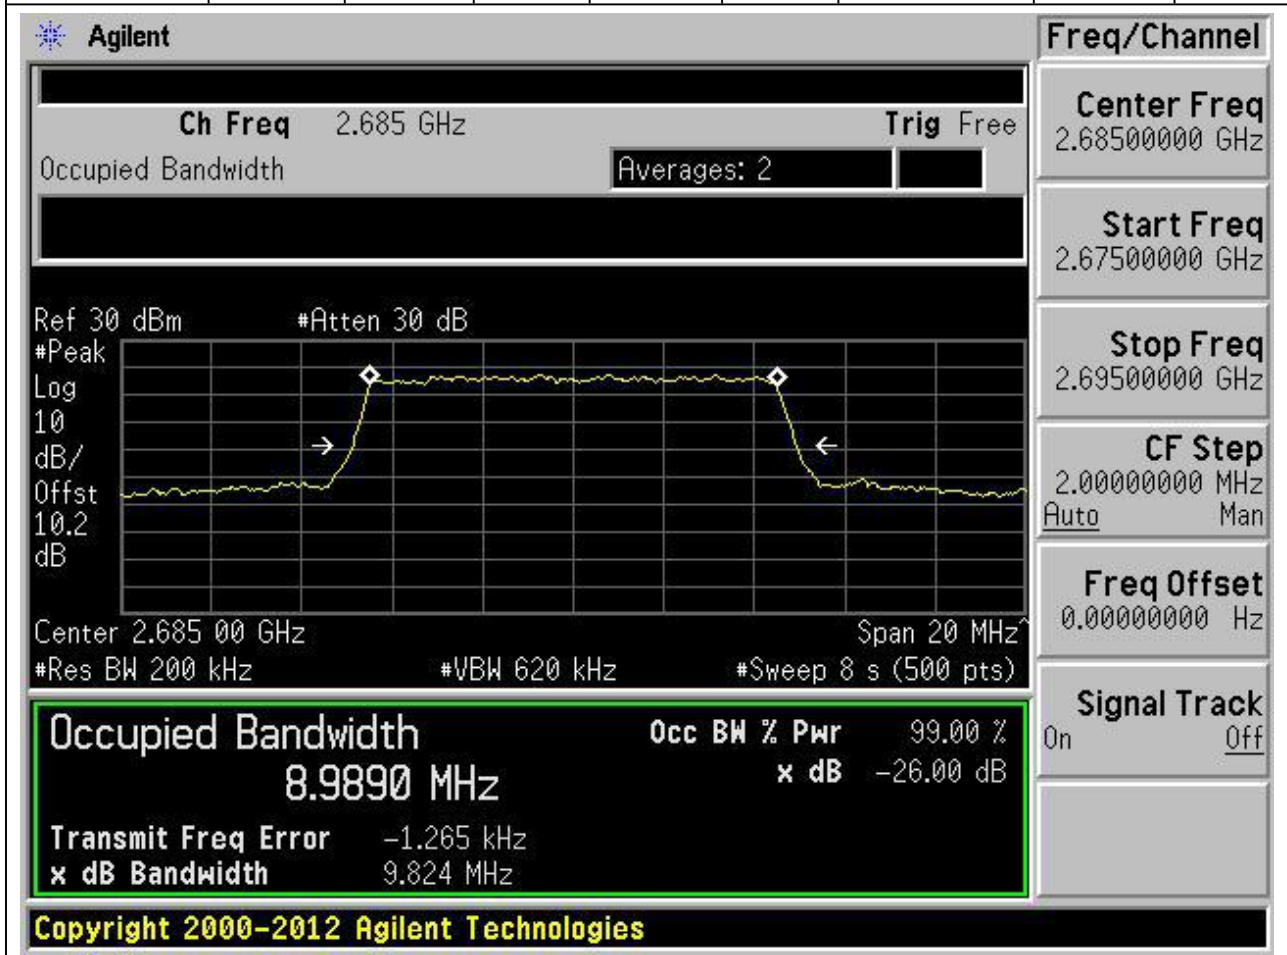 Agilent
Freq/Channel
Ch Freq 2.685 GHz Trig Free
Occupied Bandwidth Averages: 2
Center Freq
2.68500000 GHz
Start Freq
2.67500000 GHz
Stop Freq
2.69500000 GHz
CF Step
2.00000000 MHz
Auto Man
Freq Offset
0.00000000 Hz
Signal Track
On Off
Ref 30 dBm #Atten 30 dB
#Peak
Log
10
dB/
Offst
10.2
dB
Center 2.685 00 GHz Span 20 MHz^
#Res BW 200 kHz #VBW 620 kHz #Sweep 8 s (500 pts)
Occupied Bandwidth Occ BW % Pwr 99.00 %
8.9890 MHz x dB -26.00 dB
Transmit Freq Error -1.265 kHz
x dB Bandwidth 9.824 MHz
Copyright 2000-2012 Agilent Technologies